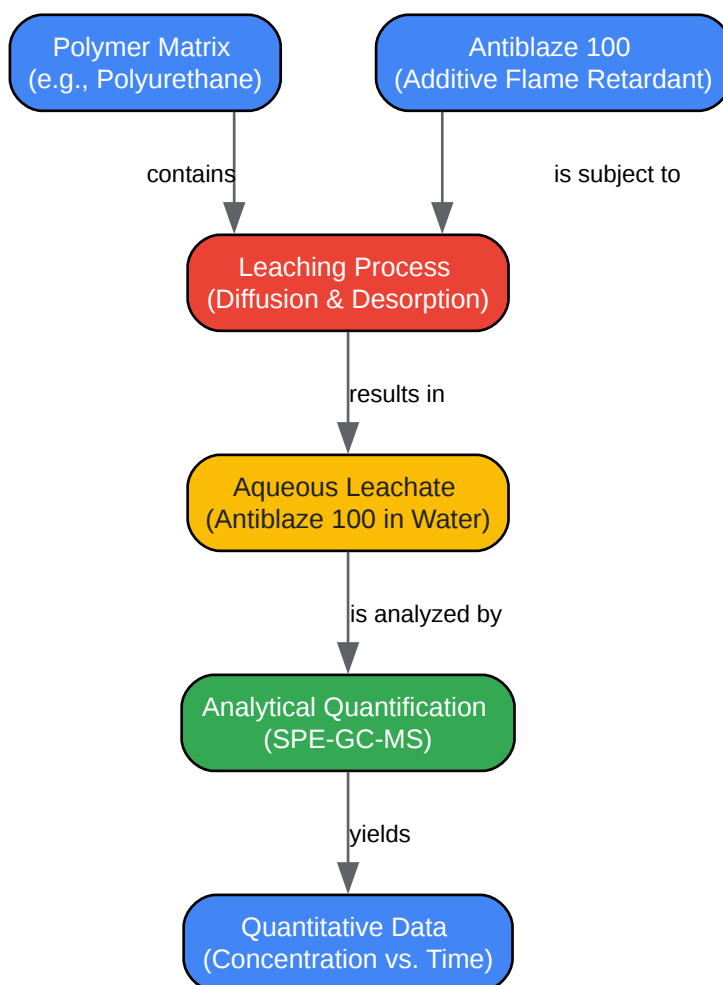 Polymer Matrix
(e.g., Polyurethane)
Antiblaze 100
(Additive Flame Retardant)
contains
is subject to
Leaching Process
(Diffusion & Desorption)
results in
Aqueous Leachate
(Antiblaze 100 in Water)
is analyzed by
Analytical Quantification
(SPE-GC-MS)
yields
Quantitative Data
(Concentration vs. Time)